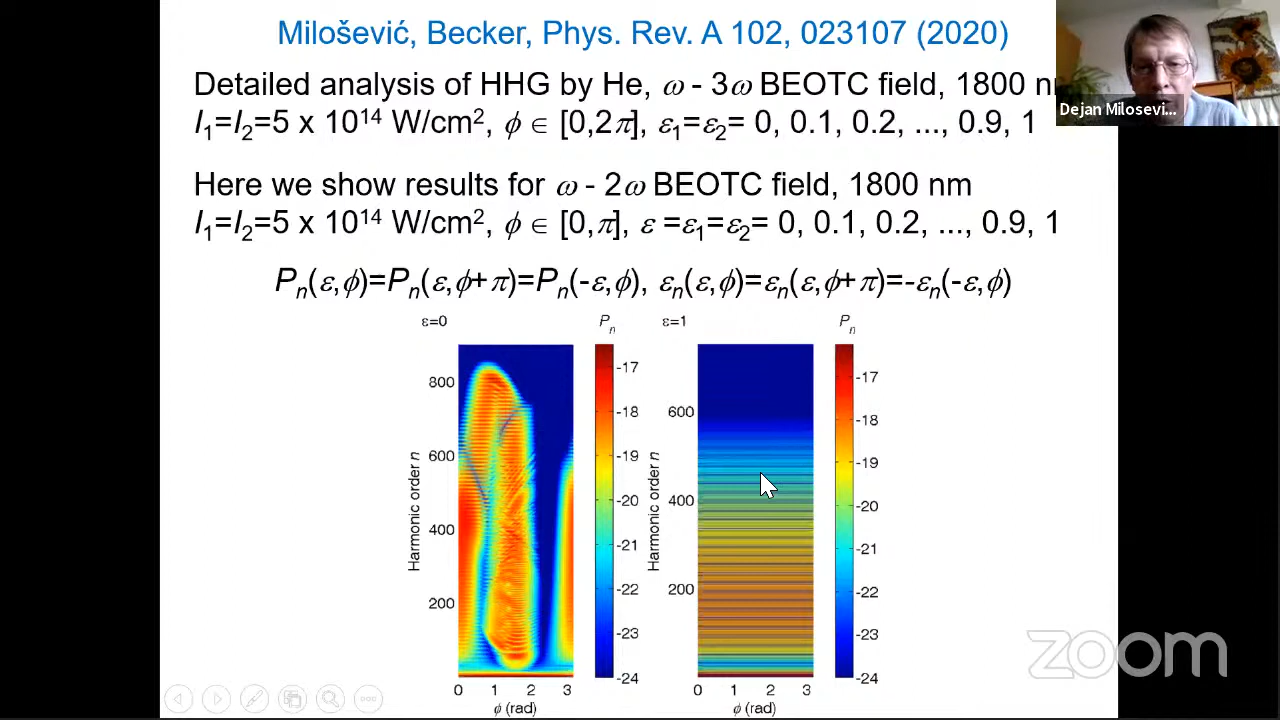 Milošević, Becker, Phys. Rev. A 102, 023107 (2020)
Detailed analysis of HHG by He, ω - 3ω BEOTC field, 1800
I₁=I₂=5 x 10¹⁴ W/cm², ϕ ∈ [0,2π], ε₁=ε₂= 0, 0.1, 0.2, ..., 0.9, 1
Dejan Milosevi...
Here we show results for ω - 2ω BEOTC field, 1800 nm
I₁=I₂=5 x 10¹⁴ W/cm², ϕ ∈ [0,π], ε =ε₁=ε₂= 0, 0.1, 0.2, ..., 0.9, 1
Pₙ(ε,ϕ)=Pₙ(ε,ϕ+π)=Pₙ(-ε,ϕ), εₙ(ε,ϕ)=εₙ(ε,ϕ+π)=-εₙ(-ε,ϕ)
ε=0
Pₙ
Harmonic order n
800
600
400
200
0 1 2 3
ϕ (rad)
-17
-18
-19
-20
-21
-22
-23
-24
ε=1
Pₙ
Harmonic order n
600
400
200
0 1 2 3
ϕ (rad)
-17
-18
-19
-20
-21
-22
-23
-24
zoom